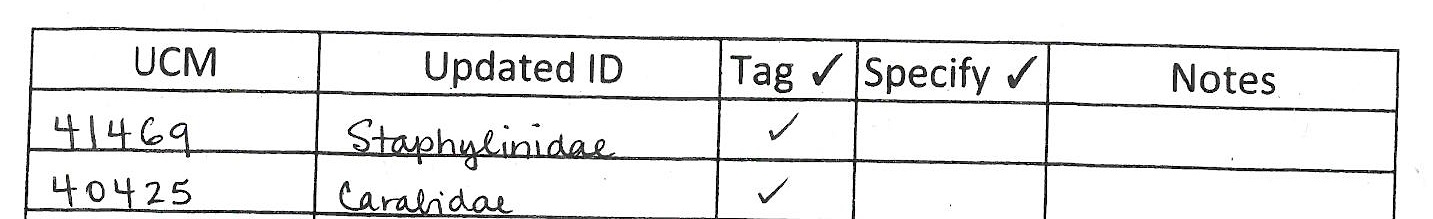 UCM Updated ID Tag ✓ Specify ✓ Notes
41469 Staphylinidae ✓
40425 Carabidae ✓